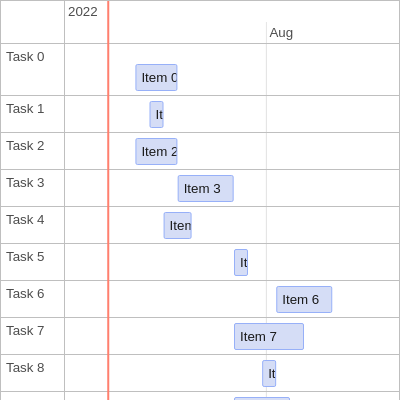 2022
Aug
Task 0
Item 0
Task 1
It
Task 2
Item 2
Task 3
Item 3
Task 4
Item
Task 5
It
Task 6
Item 6
Task 7
Item 7
Task 8
It